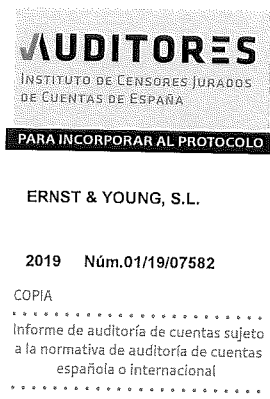 AUDITORES
INSTITUTO DE CENSORES JURADOS
DE CUENTAS DE ESPAÑA
PARA INCORPORAR AL PROTOCOLO
ERNST & YOUNG, S.L.
2019 Núm.01/19/07582
COPIA
Informe de auditoría de cuentas sujeto
a la normativa de auditoría de cuentas
española o internacional